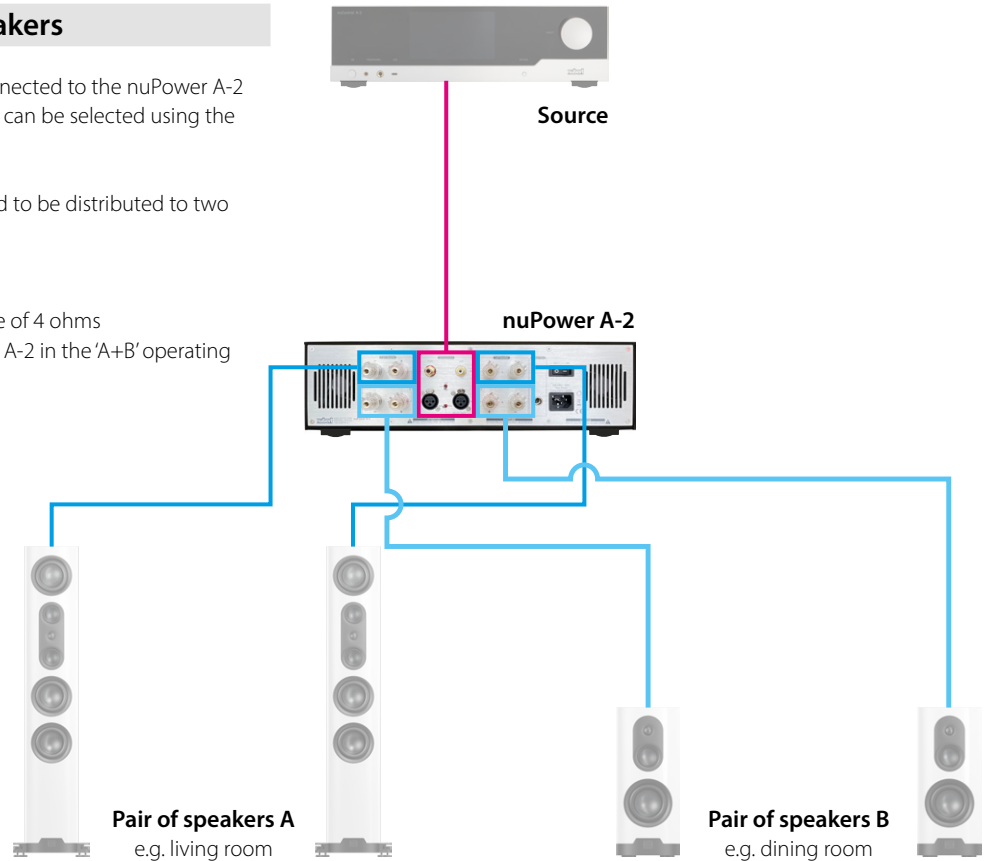 akers
nected to the nuPower A-2
can be selected using the
d to be distributed to two
e of 4 ohms
A-2 in the ‘A+B’ operating
Source
nuPower A-2
Pair of speakers A
e.g. living room
Pair of speakers B
e.g. dining room